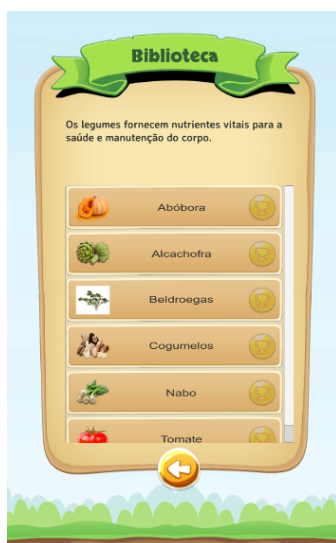 Biblioteca
Os legumes fornecem nutrientes vitais para a
saúde e manutenção do corpo.
Abóbora
Alcachofra
Beldroegas
Cogumelos
Nabo
Tomate